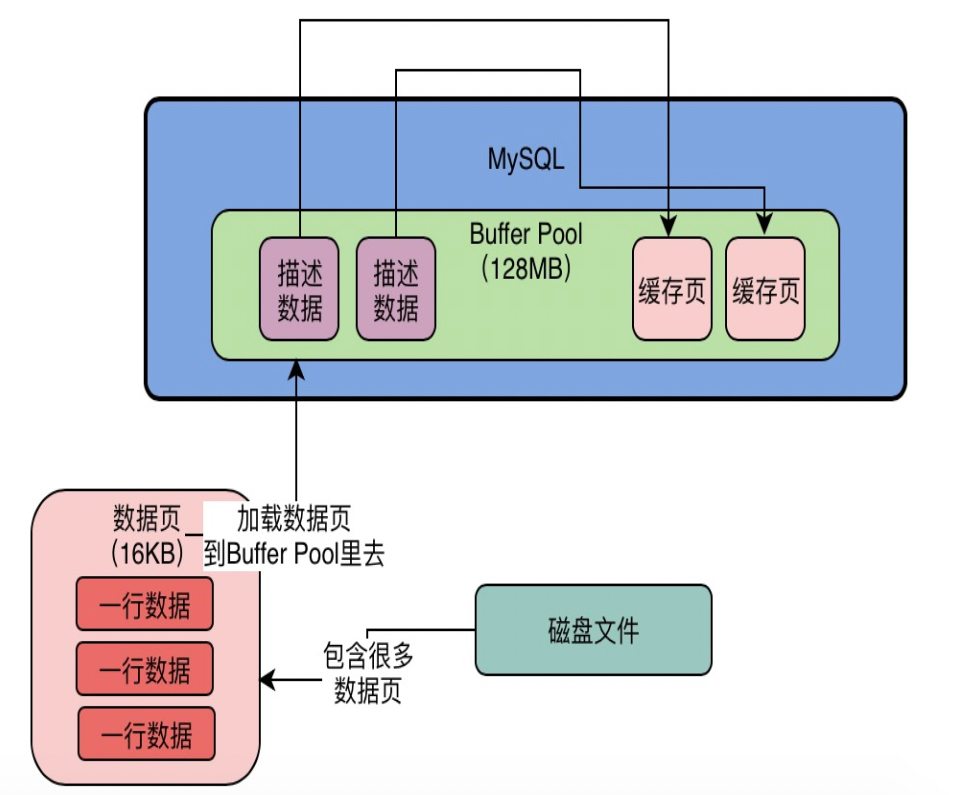 MySQL
Buffer Pool
（128MB）
描述
数据
描述
数据
缓存页
缓存页
数据页
（16KB）
加载数据页
到Buffer Pool里去
一行数据
一行数据
一行数据
包含很多
数据页
磁盘文件